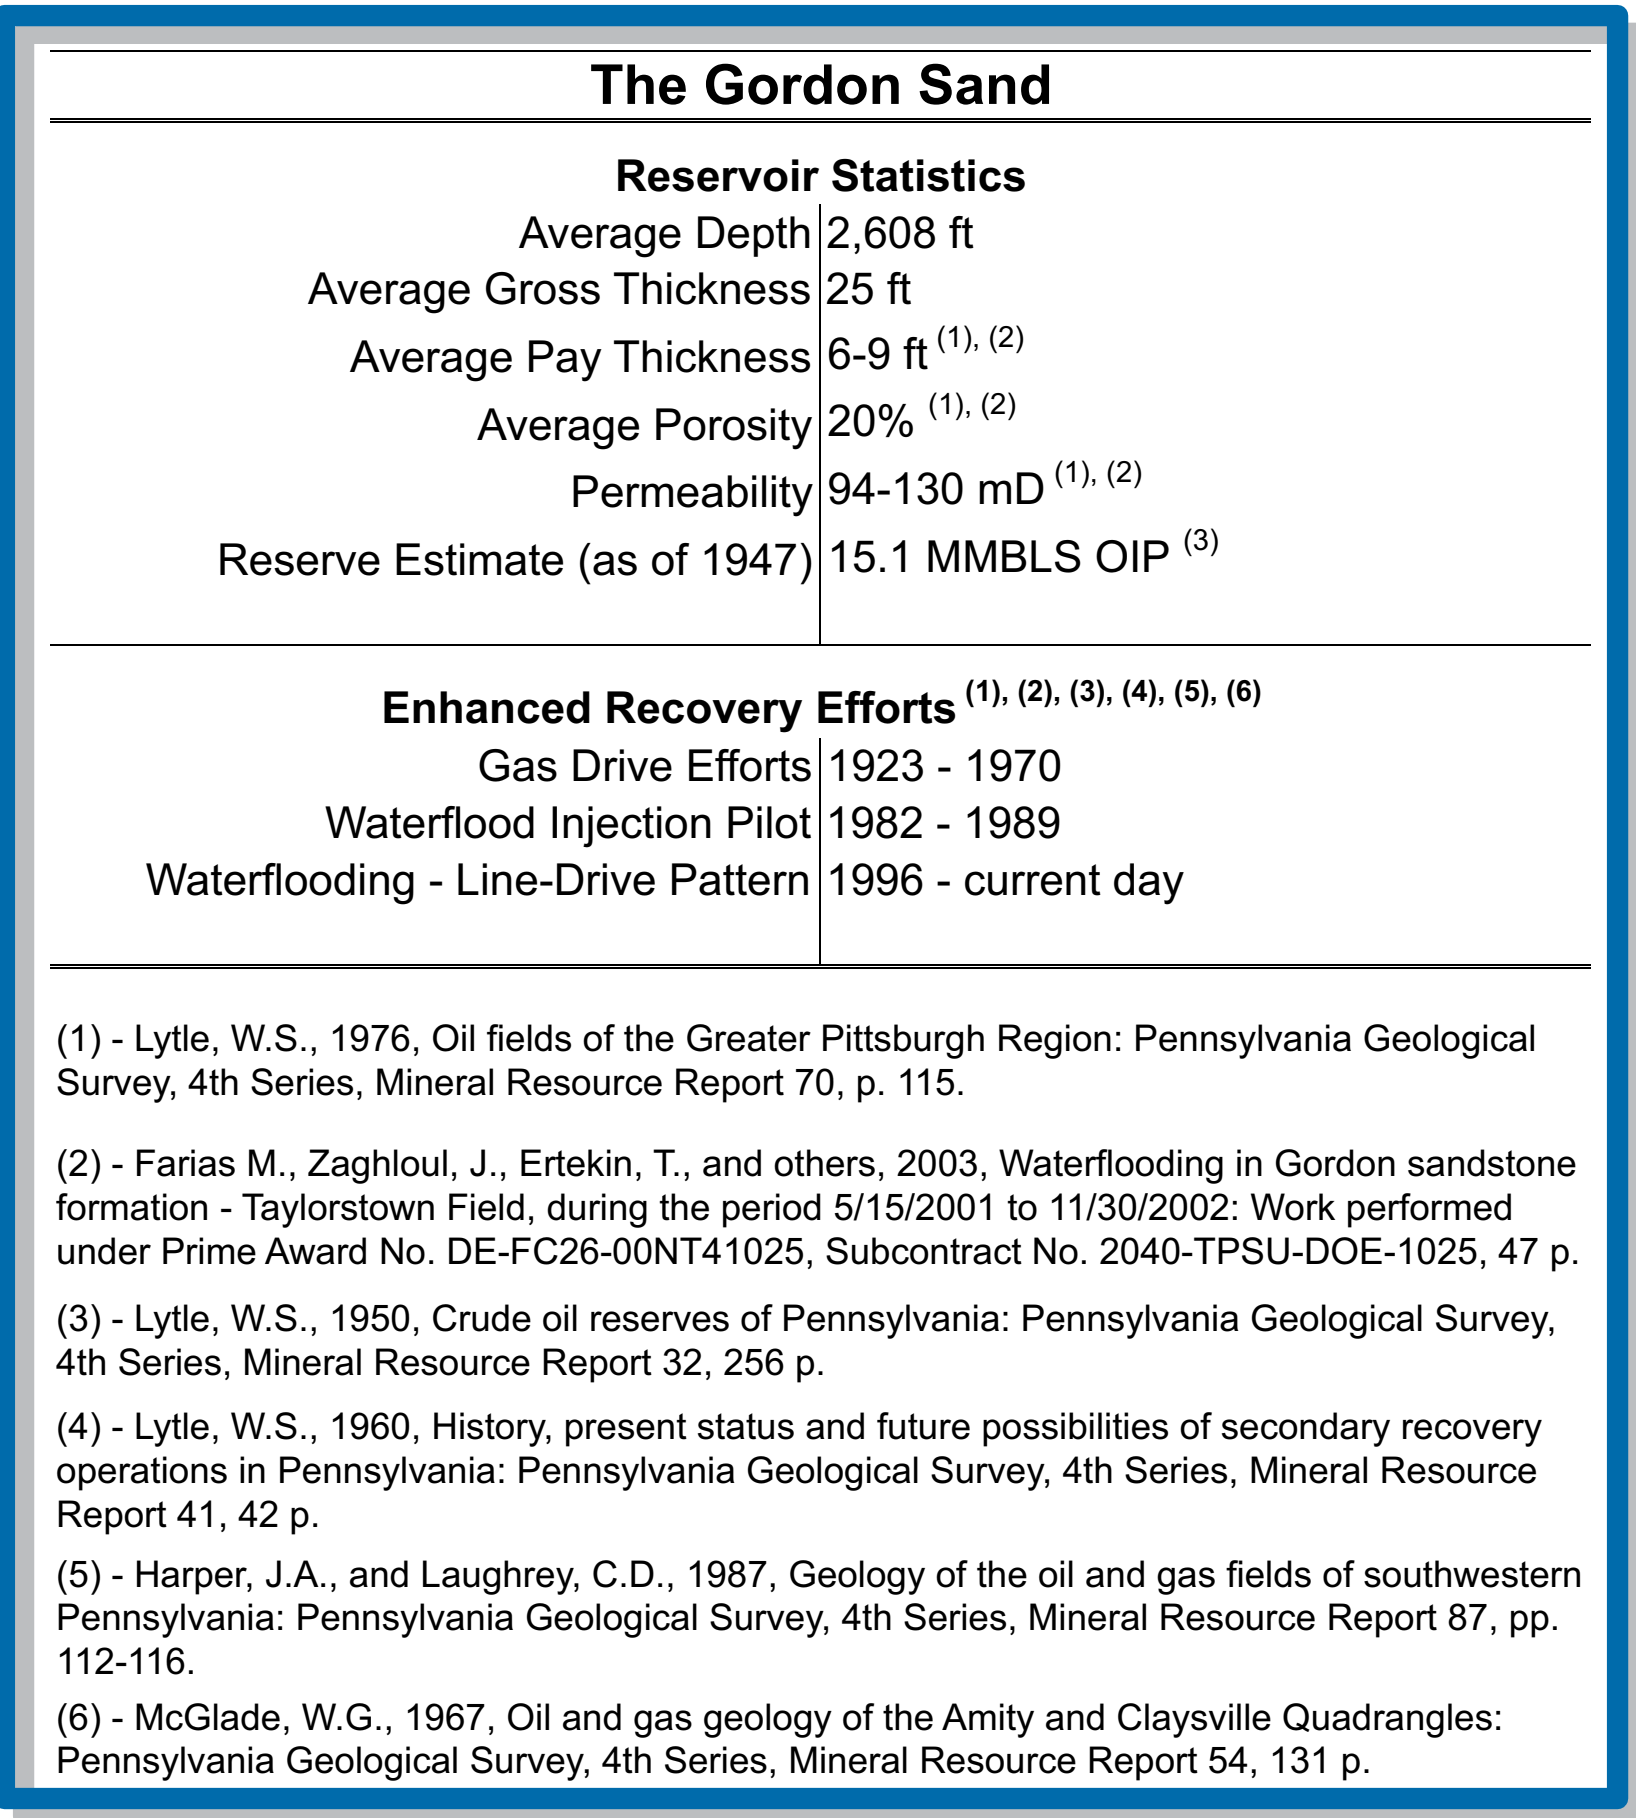 The Gordon Sand
Reservoir Statistics
Average Depth 2,608 ft
Average Gross Thickness 25 ft
Average Pay Thickness 6-9 ft (1), (2)
Average Porosity 20% (1), (2)
Permeability 94-130 mD (1), (2)
Reserve Estimate (as of 1947) 15.1 MMBLS OIP (3)
Enhanced Recovery Efforts (1), (2), (3), (4), (5), (6)
Gas Drive Efforts 1923 - 1970
Waterflood Injection Pilot 1982 - 1989
Waterflooding - Line-Drive Pattern 1996 - current day
(1) - Lytle, W.S., 1976, Oil fields of the Greater Pittsburgh Region: Pennsylvania Geological
Survey, 4th Series, Mineral Resource Report 70, p. 115.
(2) - Farias M., Zaghloul, J., Ertekin, T., and others, 2003, Waterflooding in Gordon sandstone
formation - Taylorstown Field, during the period 5/15/2001 to 11/30/2002: Work performed
under Prime Award No. DE-FC26-00NT41025, Subcontract No. 2040-TPSU-DOE-1025, 47 p.
(3) - Lytle, W.S., 1950, Crude oil reserves of Pennsylvania: Pennsylvania Geological Survey,
4th Series, Mineral Resource Report 32, 256 p.
(4) - Lytle, W.S., 1960, History, present status and future possibilities of secondary recovery
operations in Pennsylvania: Pennsylvania Geological Survey, 4th Series, Mineral Resource
Report 41, 42 p.
(5) - Harper, J.A., and Laughrey, C.D., 1987, Geology of the oil and gas fields of southwestern
Pennsylvania: Pennsylvania Geological Survey, 4th Series, Mineral Resource Report 87, pp.
112-116.
(6) - McGlade, W.G., 1967, Oil and gas geology of the Amity and Claysville Quadrangles:
Pennsylvania Geological Survey, 4th Series, Mineral Resource Report 54, 131 p.